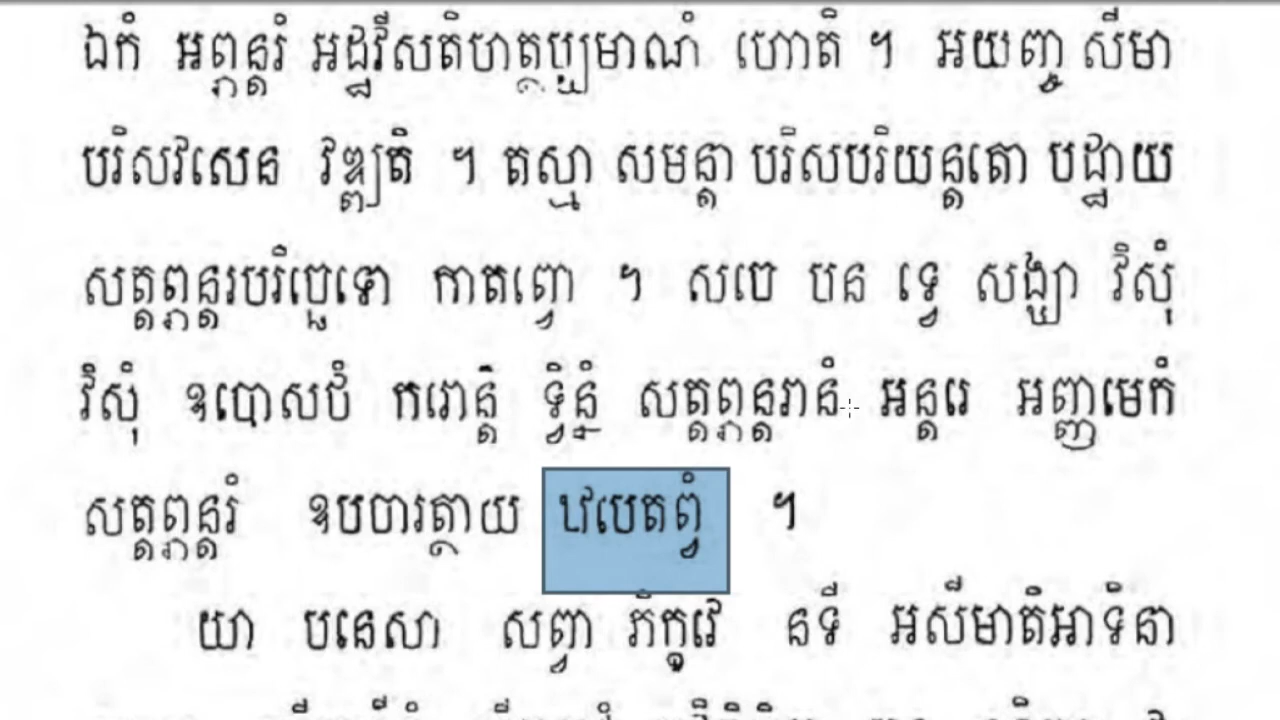 ឯកំ អព្ភន្តរំ អដ្ឋវីសតិហត្ថប្បមាណំ ហោតិ ។ អយញ្ច សីមា
បរិសវសេន វឌ្ឍតិ ។ តស្មា សមន្តា បរិសបរិយន្តតោ បដ្ឋាយ
សត្តព្ភន្តរបរិច្ឆេទោ កាតព្វោ ។ សចេ បន ទ្វេ សង្ឃា វិសុំ
វិសុំ ឧបោសថំ ករោន្តិ ទ្វិន្នំ សត្តព្ភន្តរានំ អន្តរេ អញ្ញមេកំ
សត្តព្ភន្តរំ ឧបចារត្ថាយ ឋបេតព្វំ ។
យា បនេសា សព្វា ភិក្ខវេ នទី អសីមាតិអាទិនា